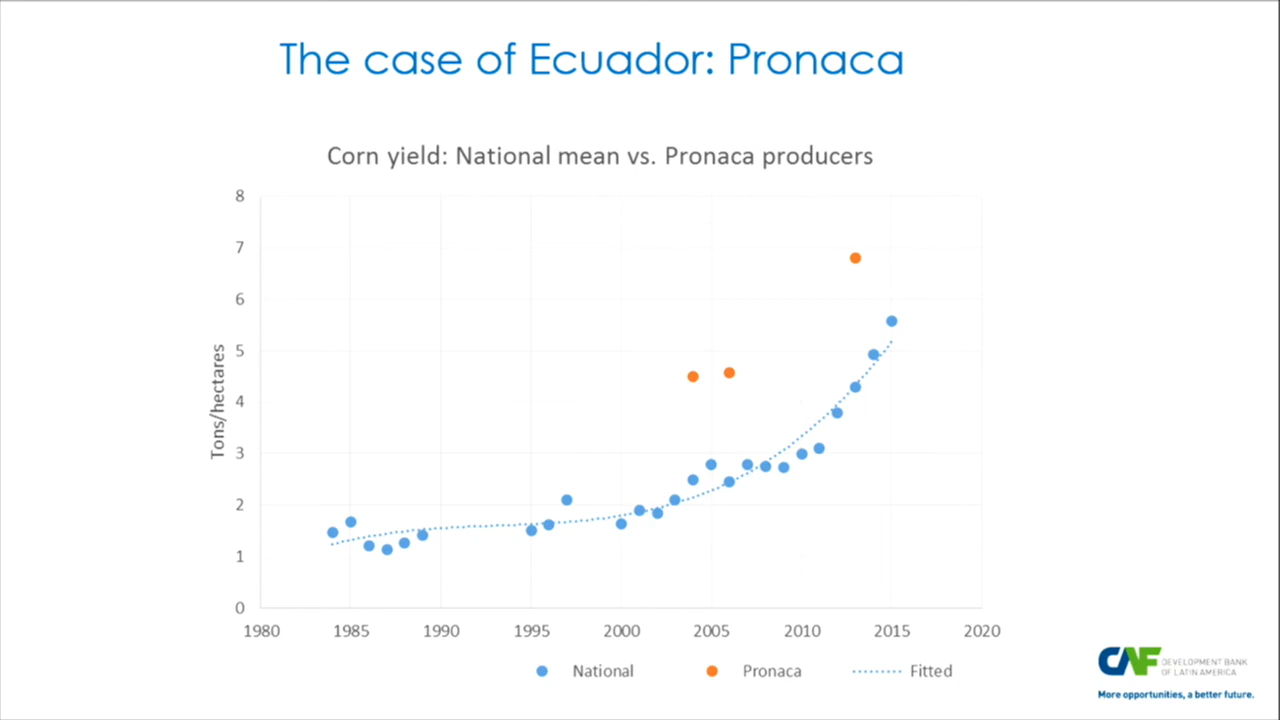 The case of Ecuador: Pronaca
Corn yield: National mean vs. Pronaca producers
8
7
6
5
4
3
2
1
0
Tons/hectares
1980 1985 1990 1995 2000 2005 2010 2015 2020
National Pronaca Fitted
CAF DEVELOPMENT BANK
OF LATIN AMERICA
More opportunities, a better future.